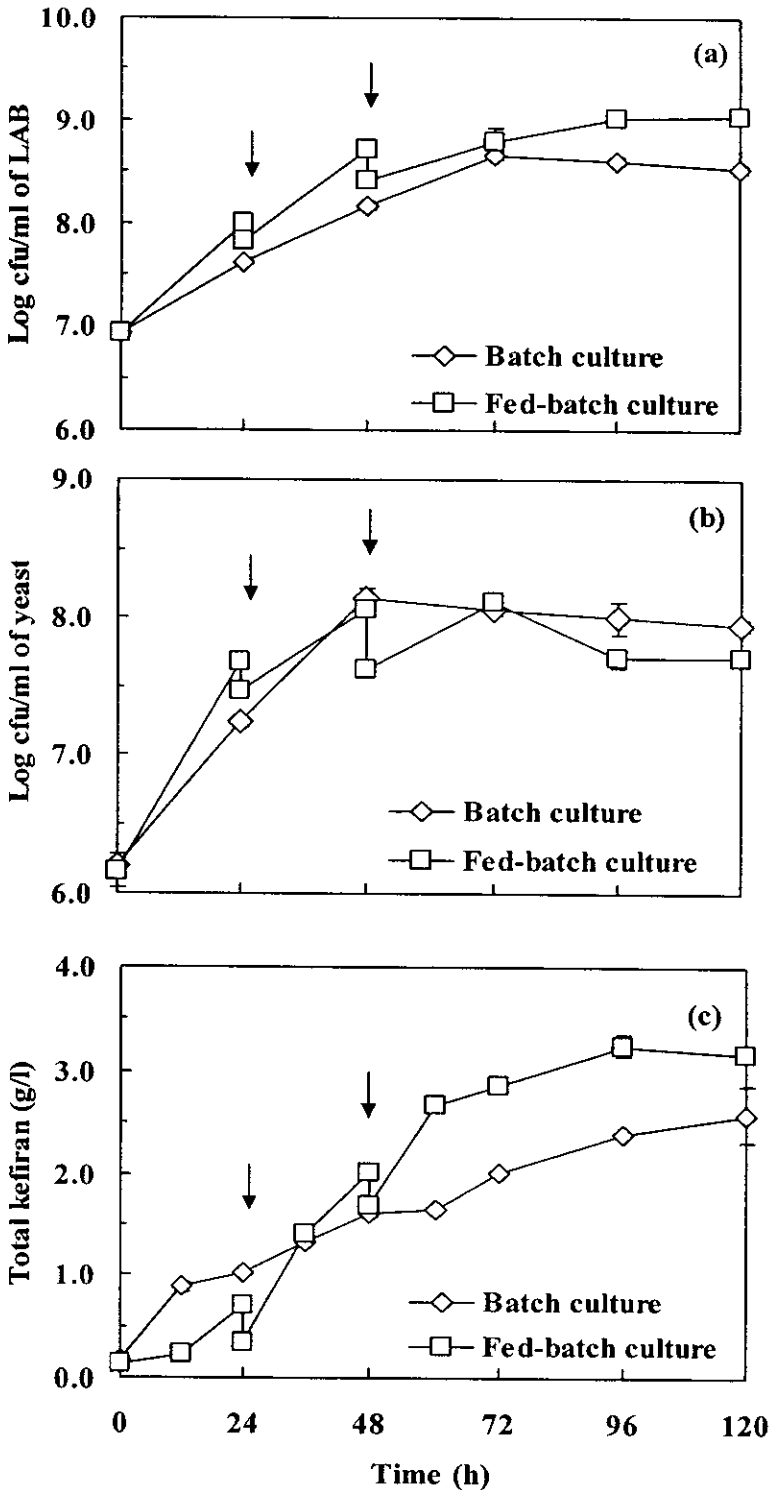 10.0
(a)
9.0
8.0
7.0
6.0
Log cfu/ml of LAB
Batch culture
Fed-batch culture
9.0
(b)
8.0
7.0
6.0
Log cfu/ml of yeast
Batch culture
Fed-batch culture
4.0
(c)
3.0
2.0
1.0
0.0
Total kefiran (g/l)
Batch culture
Fed-batch culture
0 24 48 72 96 120
Time (h)